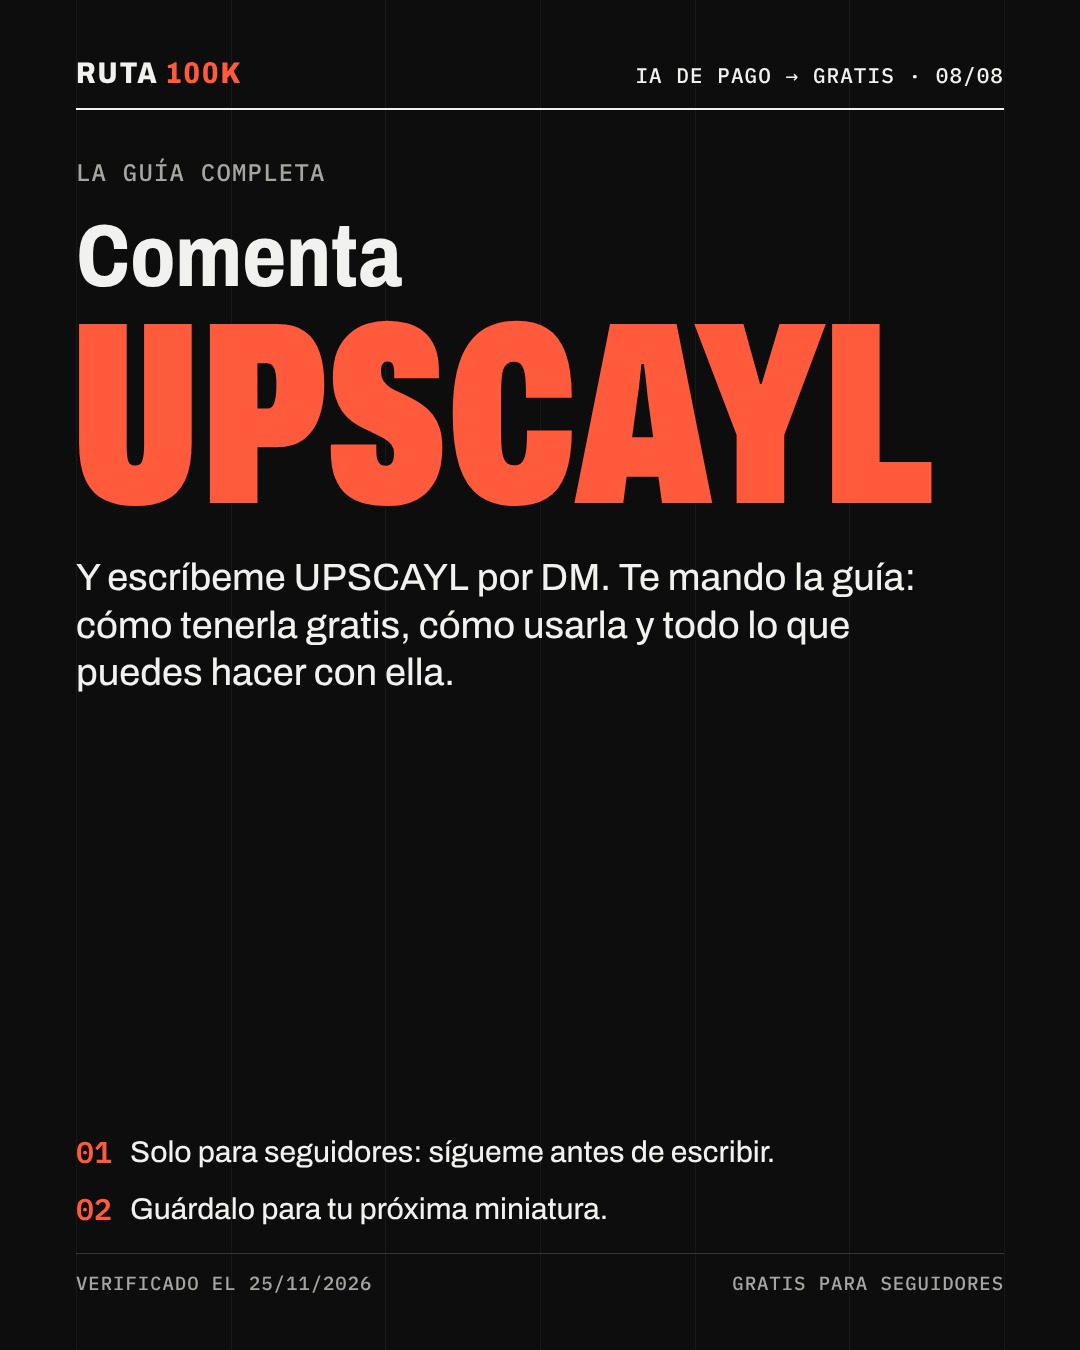 RUTA 100K
IA DE PAGO → GRATIS · 08/08
LA GUÍA COMPLETA
Comenta
UPSCAYL
Y escríbeme UPSCAYL por DM. Te mando la guía:
cómo tenerla gratis, cómo usarla y todo lo que
puedes hacer con ella.
01 Solo para seguidores: sígueme antes de escribir.
02 Guárdalo para tu próxima miniatura.
VERIFICADO EL 25/11/2026
GRATIS PARA SEGUIDORES